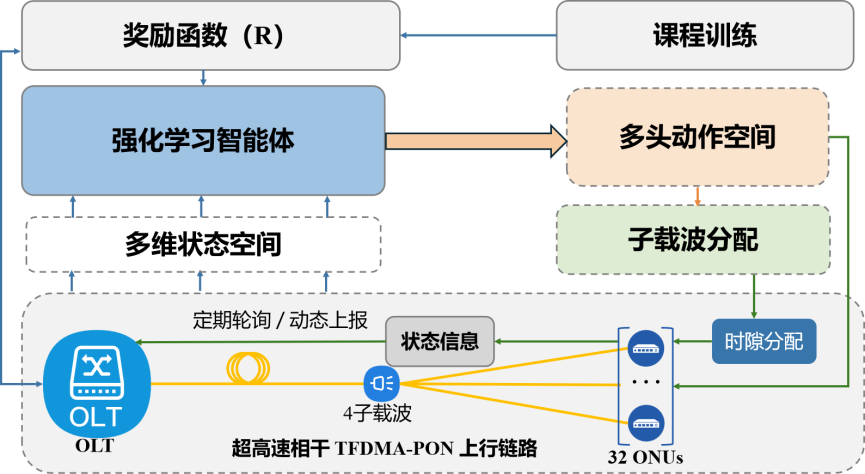 奖励函数（R）
课程训练
强化学习智能体
多头动作空间
多维状态空间
子载波分配
定期轮询 / 动态上报
状态信息
时隙分配
OLT
4子载波
···
OLT
超高速相干 TFDMA-PON 上行链路
32 ONUs